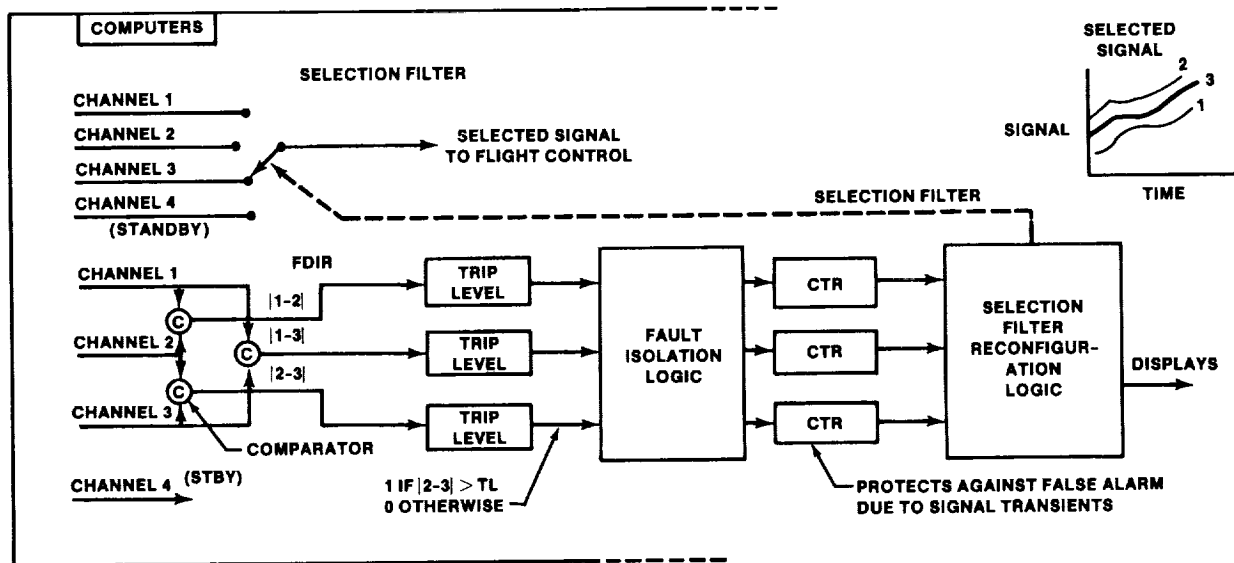 COMPUTERS
SELECTION FILTER
CHANNEL 1
CHANNEL 2
CHANNEL 3
CHANNEL 4
(STANDBY)
SELECTED SIGNAL
TO FLIGHT CONTROL
SELECTED
SIGNAL
2
3
1
SIGNAL
TIME
SELECTION FILTER
CHANNEL 1
FDIR
|1-2|
C
CHANNEL 2
|1-3|
C
|2-3|
C
CHANNEL 3
COMPARATOR
(STBY)
CHANNEL 4
TRIP
LEVEL
TRIP
LEVEL
TRIP
LEVEL
1 IF |2-3| > TL
0 OTHERWISE
FAULT
ISOLATION
LOGIC
CTR
CTR
CTR
PROTECTS AGAINST FALSE ALARM
DUE TO SIGNAL TRANSIENTS
SELECTION
FILTER
RECONFIGUR-
ATION
LOGIC
DISPLAYS